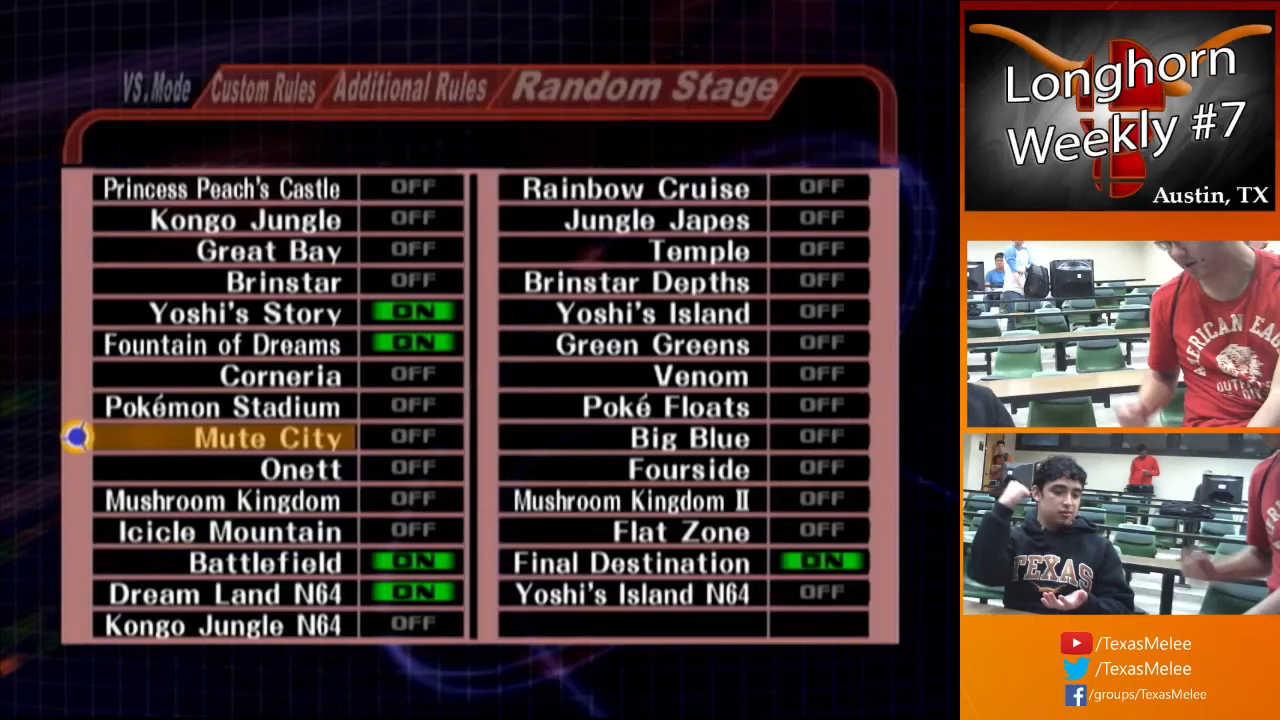 VS. Mode Custom Rules Additional Rules Random Stage
Princess Peach's Castle OFF Rainbow Cruise OFF
Kongo Jungle OFF Jungle Japes OFF
Great Bay OFF Temple OFF
Brinstar OFF Brinstar Depths OFF
Yoshi's Story ON Yoshi's Island OFF
Fountain of Dreams ON Green Greens OFF
Corneria OFF Venom OFF
Pokémon Stadium OFF Poké Floats OFF
Mute City OFF Big Blue OFF
Onett OFF Fourside OFF
Mushroom Kingdom OFF Mushroom Kingdom II OFF
Icicle Mountain OFF Flat Zone OFF
Battlefield ON Final Destination ON
Dream Land N64 ON Yoshi's Island N64 OFF
Kongo Jungle N64 OFF
Longhorn
Weekly #7
Austin, TX
AMERICAN EAG
OUTFIT
TEXAS
/TexasMelee
/TexasMelee
/groups/TexasMelee